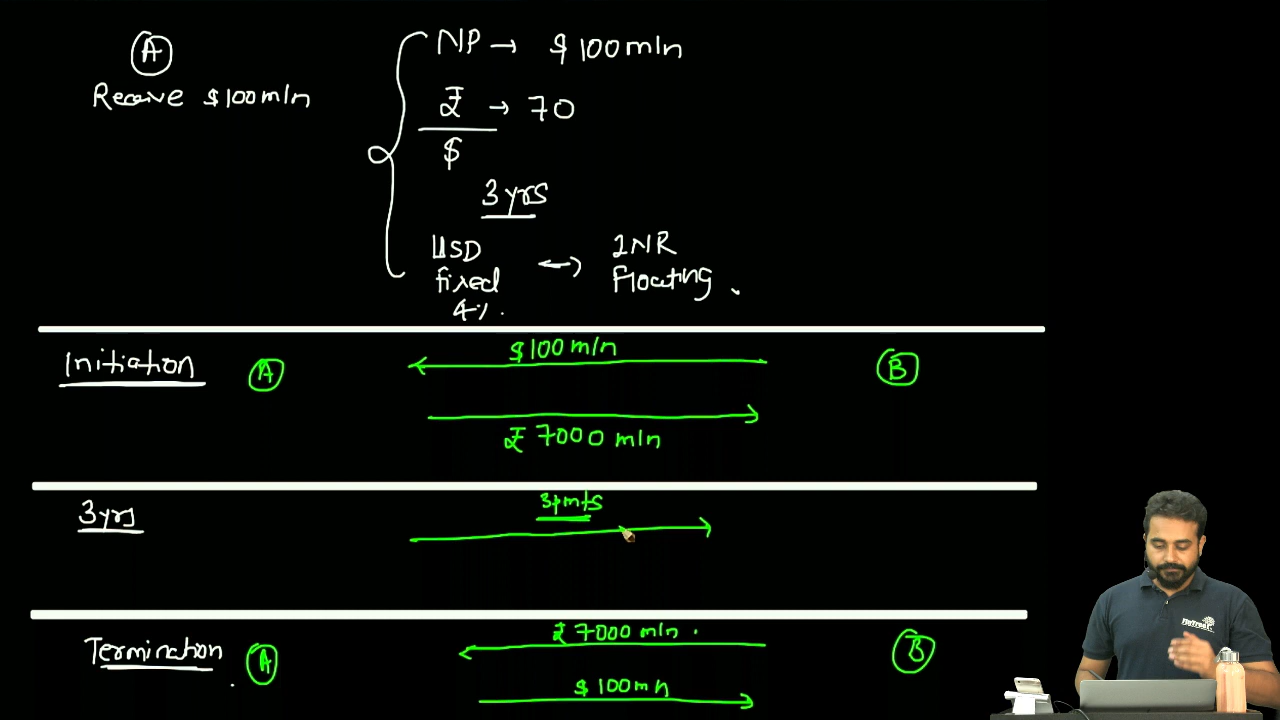 A
Receive $100mln
NP → $100mln
₹ → 70
$
3yrs
USD ↔ INR
fixed floating.
4%.
Initiation A $100mln B
₹ 7000 mln
3yrs 3pmts
Termination A ₹ 7000 mln. B
$100mn
FinTree